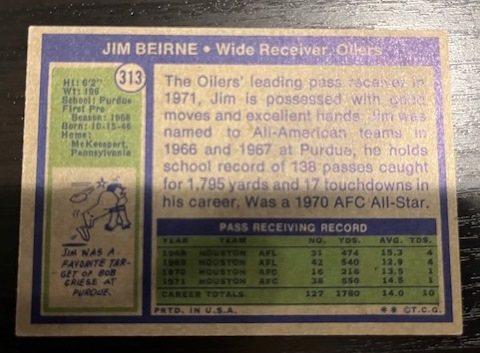 JIM BEIRNE • Wide Receiver, Oilers
313
Ht: 6'2"
Wt: 196
School: Purdue
First Pro
Season: 1968
Born: 10-15-46
Home:
McKeesport,
Pennsylvania
The Oilers' leading pass receiver in
1971, Jim is possessed with good
moves and excellent hands. Jim was
named to All-American teams in
1966 and 1967 at Purdue, he holds
school record of 138 passes caught
for 1,795 yards and 17 touchdowns in
his career. Was a 1970 AFC All-Star.
JIM WAS A
FAVORITE TAR-
GET OF BOB
GRIESE AT
PURDUE.
PASS RECEIVING RECORD
YEAR TEAM NO. YDS. AVG. TDS.
1968 HOUSTON AFL 31 474 15.3 4
1969 HOUSTON AFL 42 540 12.9 4
1970 HOUSTON AFC 16 216 13.5 1
1971 HOUSTON AFC 38 550 14.5 1
CAREER TOTALS 127 1780 14.0 10
PRTD. IN U.S.A.
** ©T.C.G.